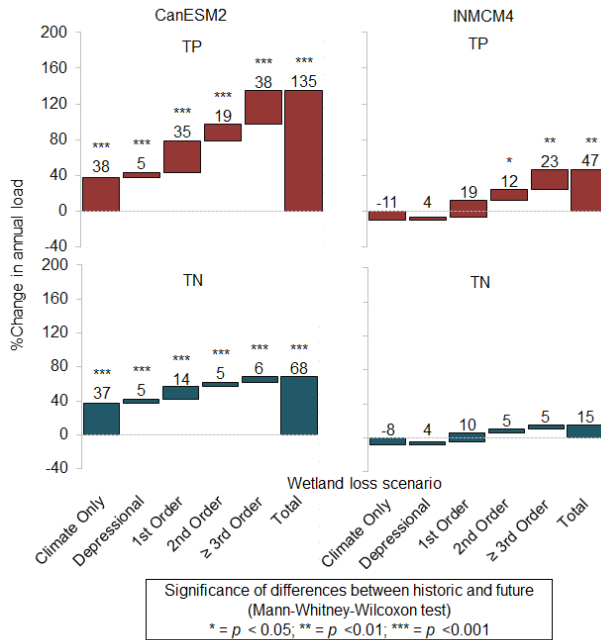 CanESM2
INMCM4
TP
TP
%Change in annual load
200
160
120
80
40
0
-40
***
38
***
5
***
35
***
19
***
38
***
135
-11
4
19
*
12
**
23
**
47
TN
200
160
120
80
40
0
-40
***
37
***
5
***
14
***
5
***
6
***
68
TN
-8
4
10
5
5
15
Wetland loss scenario
Climate Only
Depressional
1st Order
2nd Order
≥ 3rd Order
Total
Climate Only
Depressional
1st Order
2nd Order
≥ 3rd Order
Total
Significance of differences between historic and future
(Mann-Whitney-Wilcoxon test)
* = p < 0.05; ** = p <0.01; *** = p <0.001